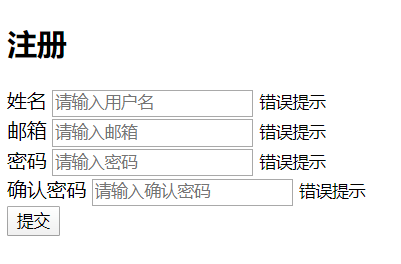 注册
姓名 请输入用户名 错误提示
邮箱 请输入邮箱 错误提示
密码 请输入密码 错误提示
确认密码 请输入确认密码 错误提示
提交